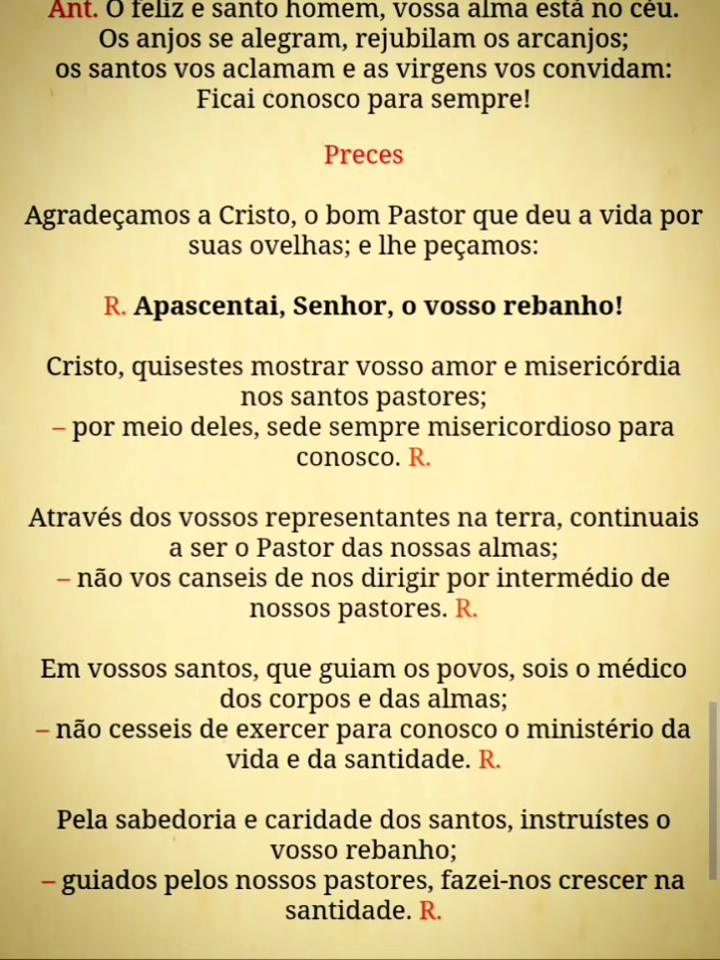 Ant. Ó feliz e santo homem, vossa alma está no céu.
Os anjos se alegram, rejubilam os arcanjos;
os santos vos aclamam e as virgens vos convidam:
Ficai conosco para sempre!
Preces
Agradeçamos a Cristo, o bom Pastor que deu a vida por
suas ovelhas; e lhe peçamos:
R. Apascentai, Senhor, o vosso rebanho!
Cristo, quisestes mostrar vosso amor e misericórdia
nos santos pastores;
– por meio deles, sede sempre misericordioso para
conosco. R.
Através dos vossos representantes na terra, continuais
a ser o Pastor das nossas almas;
– não vos canseis de nos dirigir por intermédio de
nossos pastores. R.
Em vossos santos, que guiam os povos, sois o médico
dos corpos e das almas;
– não cesseis de exercer para conosco o ministério da
vida e da santidade. R.
Pela sabedoria e caridade dos santos, instruístes o
vosso rebanho;
– guiados pelos nossos pastores, fazei-nos crescer na
santidade. R.